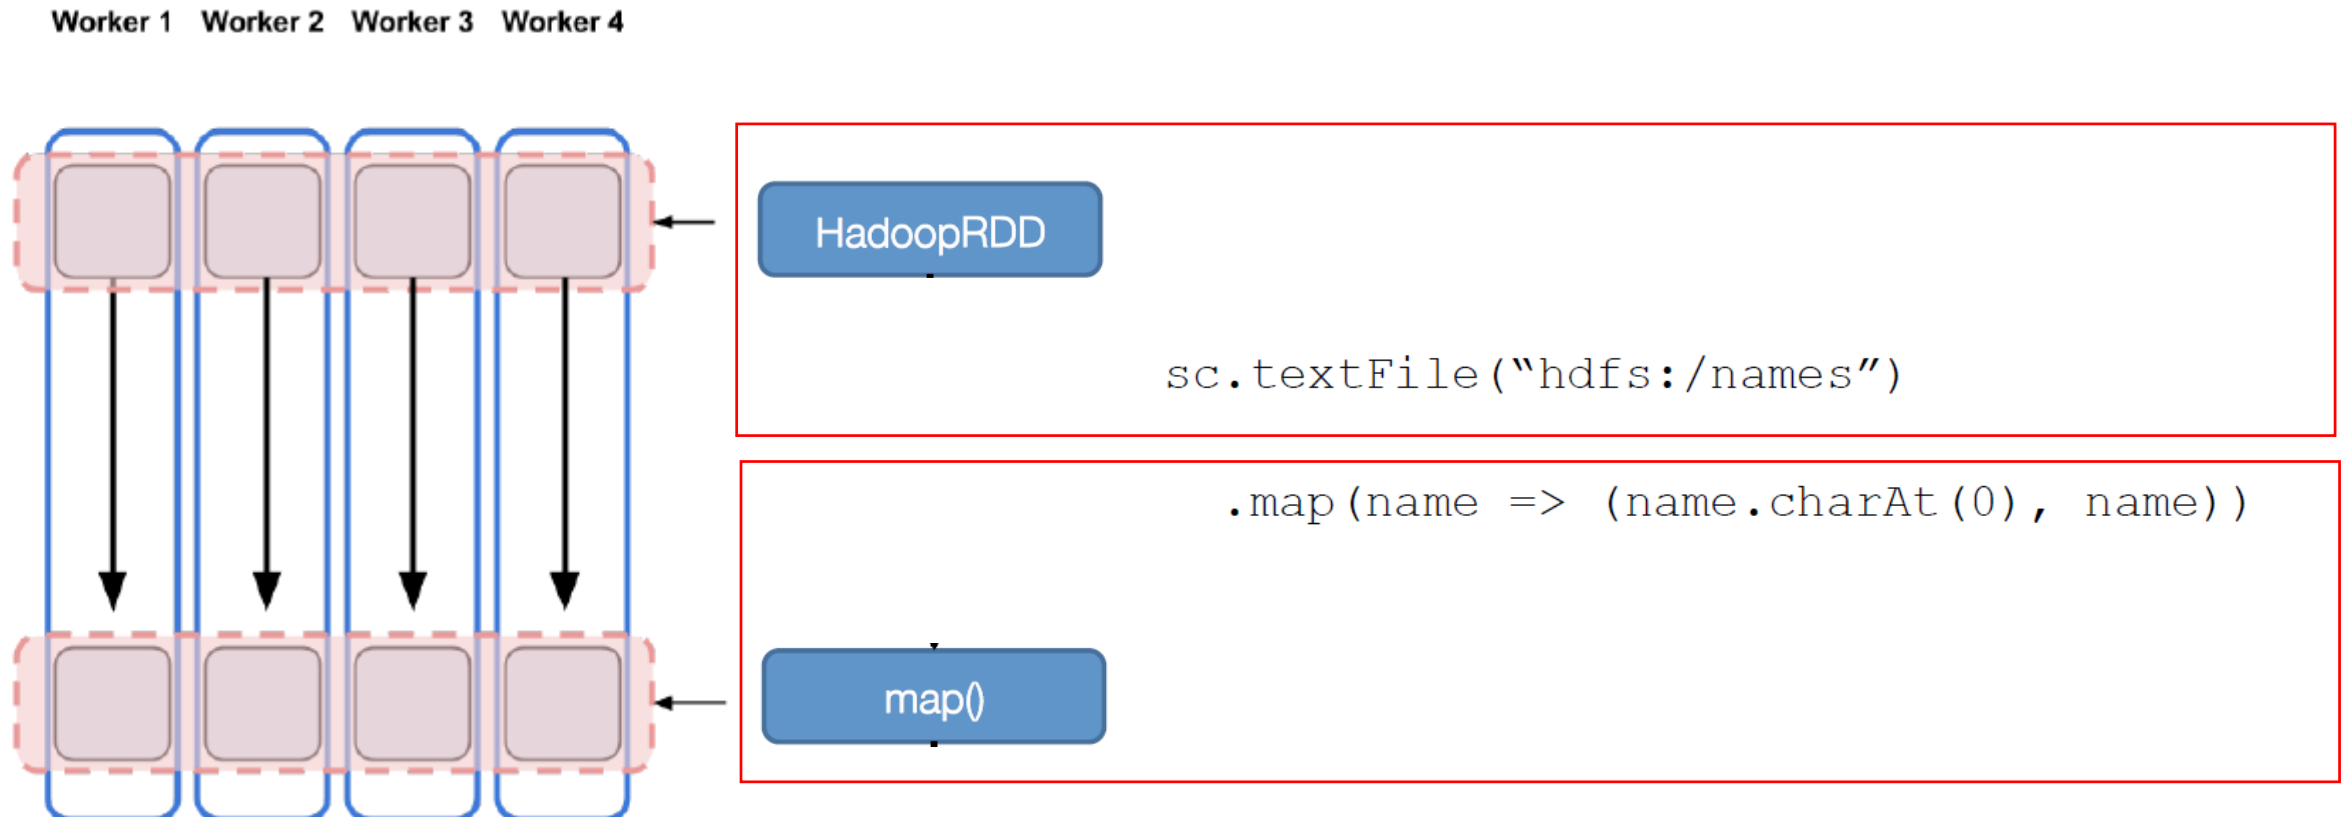 Worker 1 Worker 2 Worker 3 Worker 4
HadoopRDD
sc.textFile(“hdfs:/names”)
.map(name => (name.charAt(0), name))
map()